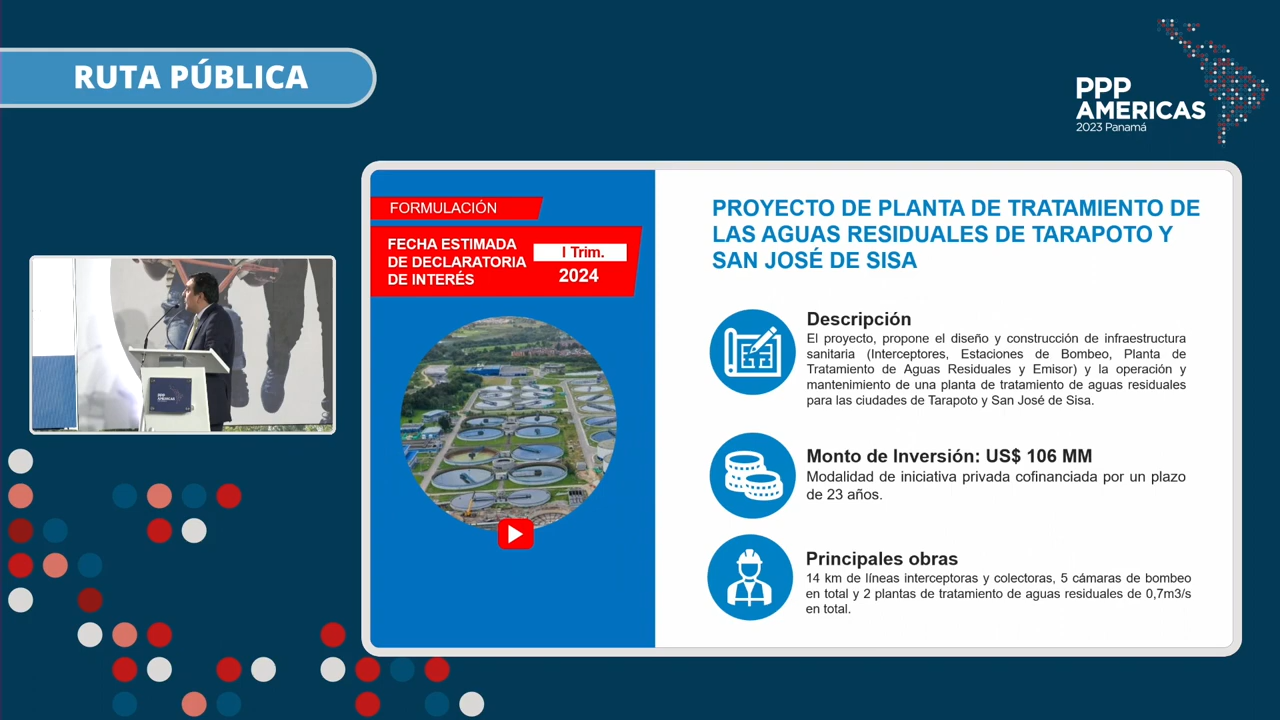 RUTA PÚBLICA
PPP
AMERICAS
2023 Panamá
FORMULACIÓN
FECHA ESTIMADA
DE DECLARATORIA
DE INTERÉS
I Trim.
2024
PROYECTO DE PLANTA DE TRATAMIENTO DE
LAS AGUAS RESIDUALES DE TARAPOTO Y
SAN JOSÉ DE SISA
Descripción
El proyecto, propone el diseño y construcción de infraestructura
sanitaria (Interceptores, Estaciones de Bombeo, Planta de
Tratamiento de Aguas Residuales y Emisor) y la operación y
mantenimiento de una planta de tratamiento de aguas residuales
para las ciudades de Tarapoto y San José de Sisa.
Monto de Inversión: US$ 106 MM
Modalidad de iniciativa privada cofinanciada por un plazo
de 23 años.
Principales obras
14 km de líneas interceptoras y colectoras, 5 cámaras de bombeo
en total y 2 plantas de tratamiento de aguas residuales de 0,7m3/s
en total.
PPP
AMERICAS